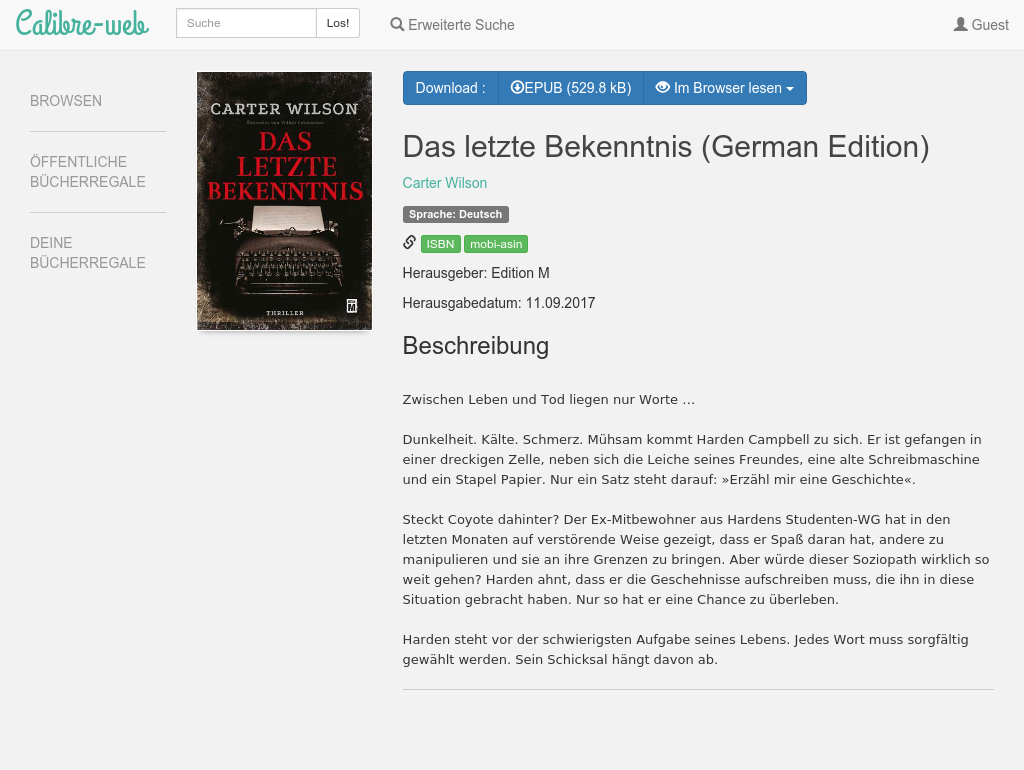 Calibre-web
Suche
Los!
Erweiterte Suche
Guest
BROWSEN
ÖFFENTLICHE
BÜCHERREGALE
DEINE
BÜCHERREGALE
CARTER WILSON
DAS
LETZTE
BEKENNTNIS
THRILLER
Download :
EPUB (529.8 kB)
Im Browser lesen
Das letzte Bekenntnis (German Edition)
Carter Wilson
Sprache: Deutsch
ISBN mobi-asin
Herausgeber: Edition M
Herausgabedatum: 11.09.2017
Beschreibung
Zwischen Leben und Tod liegen nur Worte …
Dunkelheit. Kälte. Schmerz. Mühsam kommt Harden Campbell zu sich. Er ist gefangen in
einer dreckigen Zelle, neben sich die Leiche seines Freundes, eine alte Schreibmaschine
und ein Stapel Papier. Nur ein Satz steht darauf: »Erzähl mir eine Geschichte«.
Steckt Coyote dahinter? Der Ex-Mitbewohner aus Hardens Studenten-WG hat in den
letzten Monaten auf verstörende Weise gezeigt, dass er Spaß daran hat, andere zu
manipulieren und sie an ihre Grenzen zu bringen. Aber würde dieser Soziopath wirklich so
weit gehen? Harden ahnt, dass er die Geschehnisse aufschreiben muss, die ihn in diese
Situation gebracht haben. Nur so hat er eine Chance zu überleben.
Harden steht vor der schwierigsten Aufgabe seines Lebens. Jedes Wort muss sorgfältig
gewählt werden. Sein Schicksal hängt davon ab.